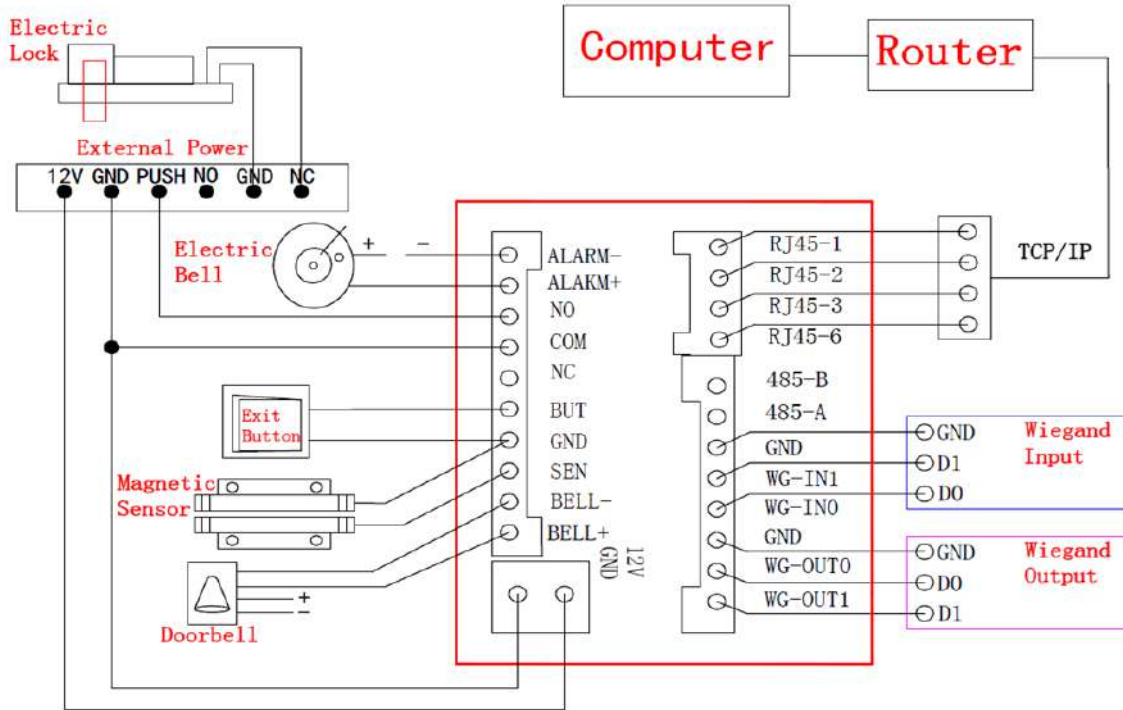 Electric
Lock
Computer
Router
External Power
12V GND PUSH NO GND NC
Electric
Bell
+ -
ALARM-
ALAKM+
NO
COM
NC
BUT
GND
SEN
BELL-
BELL+
Exit
Button
Magnetic
Sensor
+
-
Doorbell
GND
12V
RJ45-1
RJ45-2
RJ45-3
RJ45-6
TCP/IP
485-B
485-A
GND
WG-IN1
WG-IN0
GND
WG-OUT0
WG-OUT1
GND
D1
D0
Wiegand
Input
GND
D0
D1
Wiegand
Output